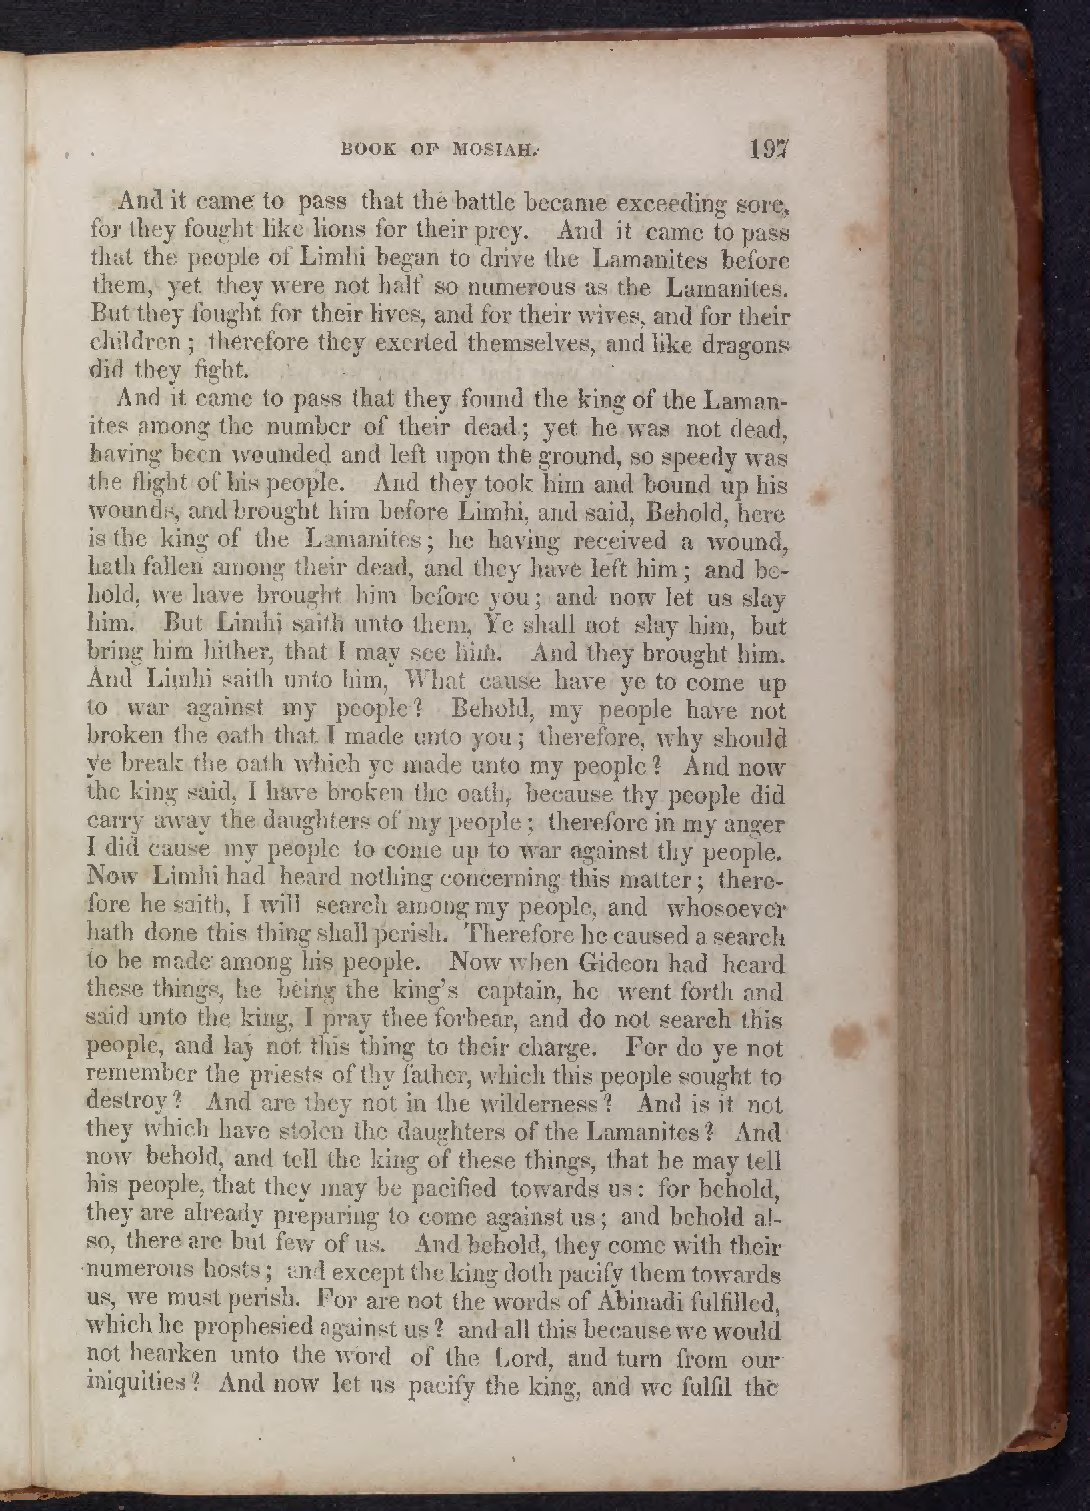 BOOK OF MOSIAH. 197
And it came to pass that the battle became exceeding sore,
for they fought like lions for their prey. And it came to pass
that the people of Limhi began to drive the Lamanites before
them, yet they were not half so numerous as the Lamanites.
But they fought for their lives, and for their wives, and for their
children; therefore they exerted themselves, and like dragons
did they fight.
And it came to pass that they found the king of the Laman-
ites among the number of their dead; yet he was not dead,
having been wounded and left upon the ground, so speedy was
the flight of his people. And they took him and bound up his
wounds, and brought him before Limhi, and said, Behold, here
is the king of the Lamanites; he having received a wound,
hath fallen among their dead, and they have left him; and be-
hold, we have brought him before you; and now let us slay
him. But Limhi saith unto them, Ye shall not slay him, but
bring him hither, that I may see him. And they brought him.
And Limhi saith unto him, What cause have ye to come up
to war against my people? Behold, my people have not
broken the oath that I made unto you; therefore, why should
ye break the oath which ye made unto my people? And now
the king said, I have broken the oath, because thy people did
carry away the daughters of my people; therefore in my anger
I did cause my people to come up to war against thy people.
Now Limhi had heard nothing concerning this matter; there-
fore he saith, I will search among my people, and whosoever
hath done this thing shall perish. Therefore he caused a search
to be made among his people. Now when Gideon had heard
these things, he being the king's captain, he went forth and
said unto the king, I pray thee forbear, and do not search this
people, and lay not this thing to their charge. For do ye not
remember the priests of thy father, which this people sought to
destroy? And are they not in the wilderness? And is it not
they which have stolen the daughters of the Lamanites? And
now behold, and tell the king of these things, that he may tell
his people, that they may be pacified towards us: for behold,
they are already preparing to come against us; and behold al-
so, there are but few of us. And behold, they come with their
numerous hosts; and except the king doth pacify them towards
us, we must perish. For are not the words of Abinadi fulfilled,
which he prophesied against us? and all this because we would
not hearken unto the word of the Lord, and turn from our
iniquities? And now let us pacify the king, and we fulfil the